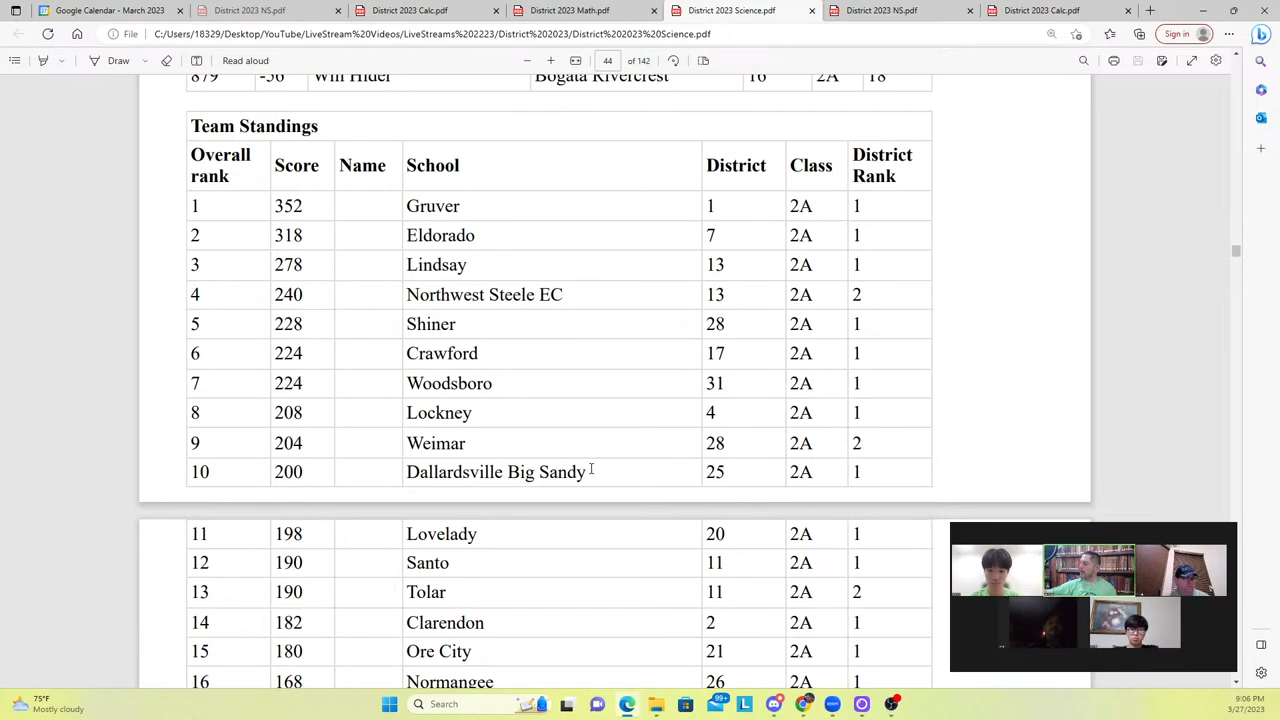 Google Calendar - March 2023
District 2023 NS.pdf
District 2023 Calc.pdf
District 2023 Math.pdf
District 2023 Science.pdf
District 2023 NS.pdf
District 2023 Calc.pdf
File C:/Users/18329/Desktop/YouTube/LiveStream%20Videos/LiveStreams%202223/District%202023/District%202023%20Science.pdf Sign in
Draw Read aloud 44 of 142
879 -56 Will Hider Bogata Rivercrest 16 2A 18
Team Standings
Overall rank Score Name School District Class District Rank
1 352 Gruver 1 2A 1
2 318 Eldorado 7 2A 1
3 278 Lindsay 13 2A 1
4 240 Northwest Steele EC 13 2A 2
5 228 Shiner 28 2A 1
6 224 Crawford 17 2A 1
7 224 Woodsboro 31 2A 1
8 208 Lockney 4 2A 1
9 204 Weimar 28 2A 2
10 200 Dallardsville Big Sandy 25 2A 1
11 198 Lovelady 20 2A 1
12 190 Santo 11 2A 1
13 190 Tolar 11 2A 2
14 182 Clarendon 2 2A 1
15 180 Ore City 21 2A 1
16 168 Normangee 26 2A 1
75°F
Mostly cloudy
Search
99+
9:06 PM
3/27/2023